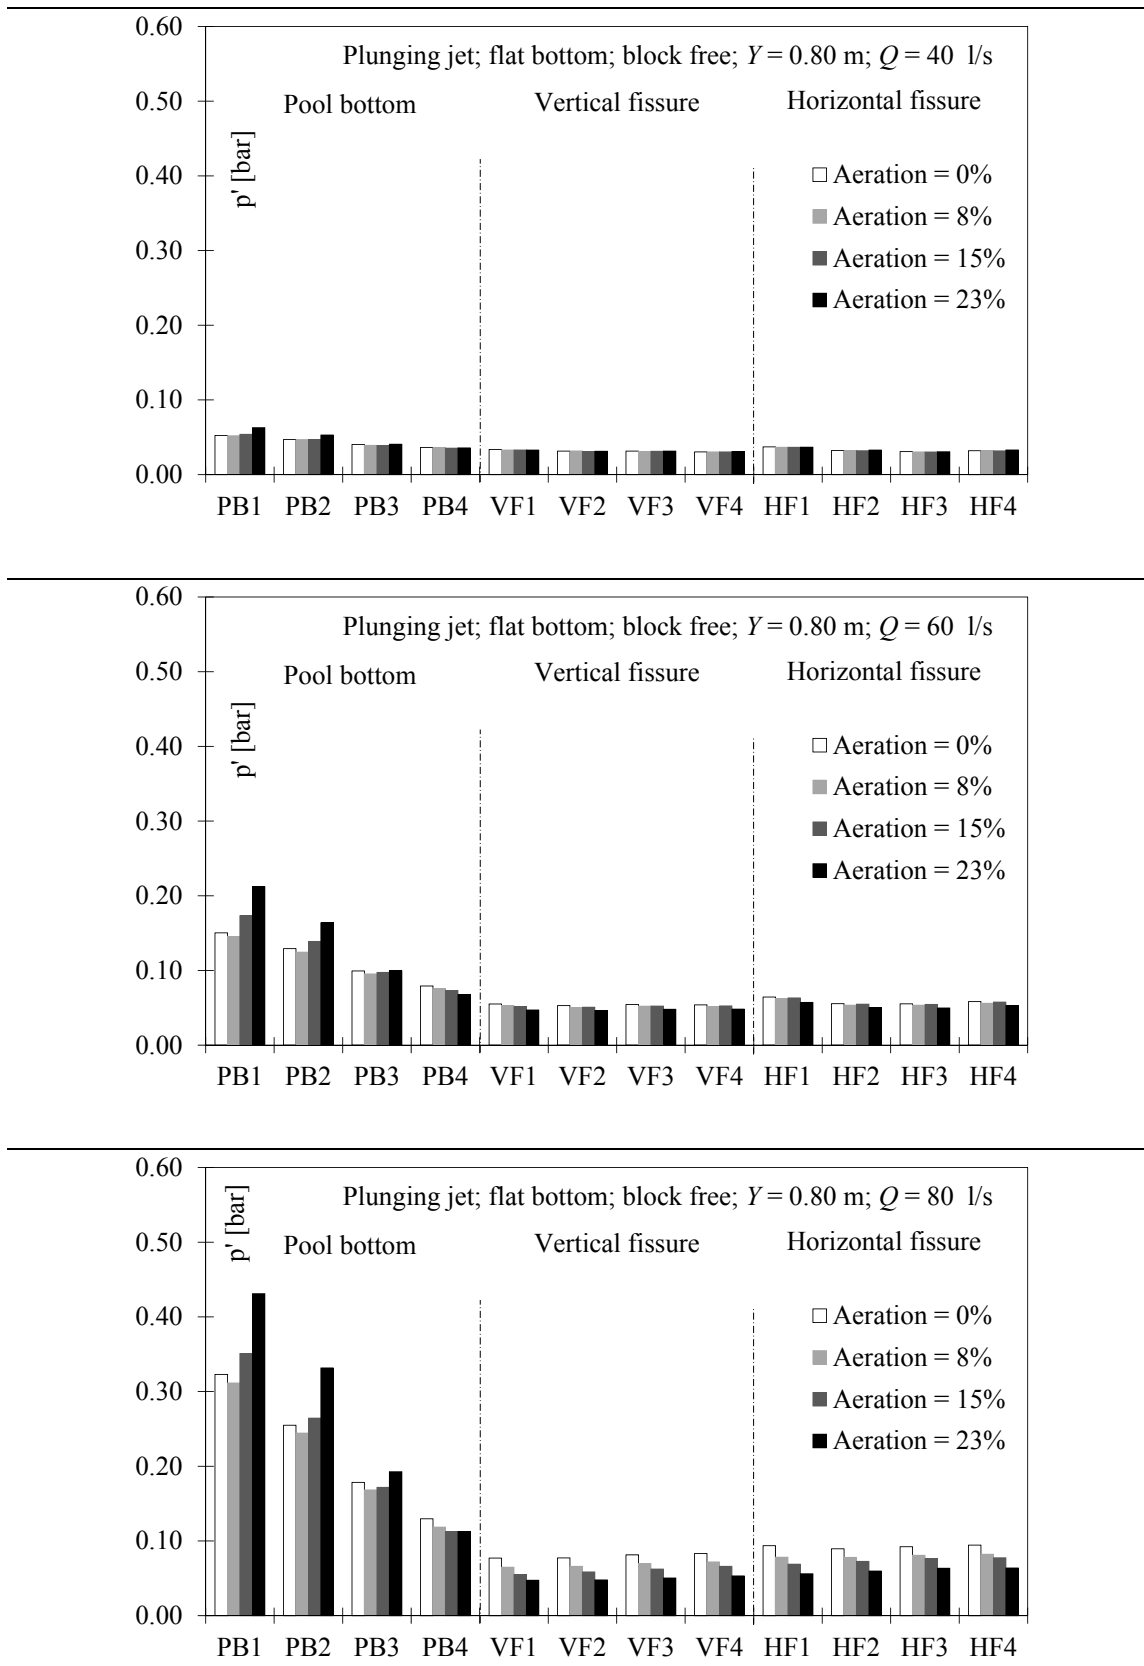 0.60
Plunging jet; flat bottom; block free; Y = 0.80 m; Q = 40 l/s
0.50
Pool bottom Vertical fissure Horizontal fissure
p' [bar]
0.40
Aeration = 0%
Aeration = 8%
0.30
Aeration = 15%
Aeration = 23%
0.20
0.10
0.00
PB1 PB2 PB3 PB4 VF1 VF2 VF3 VF4 HF1 HF2 HF3 HF4
0.60
Plunging jet; flat bottom; block free; Y = 0.80 m; Q = 60 l/s
0.50
Pool bottom Vertical fissure Horizontal fissure
p' [bar]
0.40
Aeration = 0%
Aeration = 8%
0.30
Aeration = 15%
Aeration = 23%
0.20
0.10
0.00
PB1 PB2 PB3 PB4 VF1 VF2 VF3 VF4 HF1 HF2 HF3 HF4
0.60
Plunging jet; flat bottom; block free; Y = 0.80 m; Q = 80 l/s
p' [bar]
0.50
Pool bottom Vertical fissure Horizontal fissure
0.40
Aeration = 0%
Aeration = 8%
0.30
Aeration = 15%
Aeration = 23%
0.20
0.10
0.00
PB1 PB2 PB3 PB4 VF1 VF2 VF3 VF4 HF1 HF2 HF3 HF4